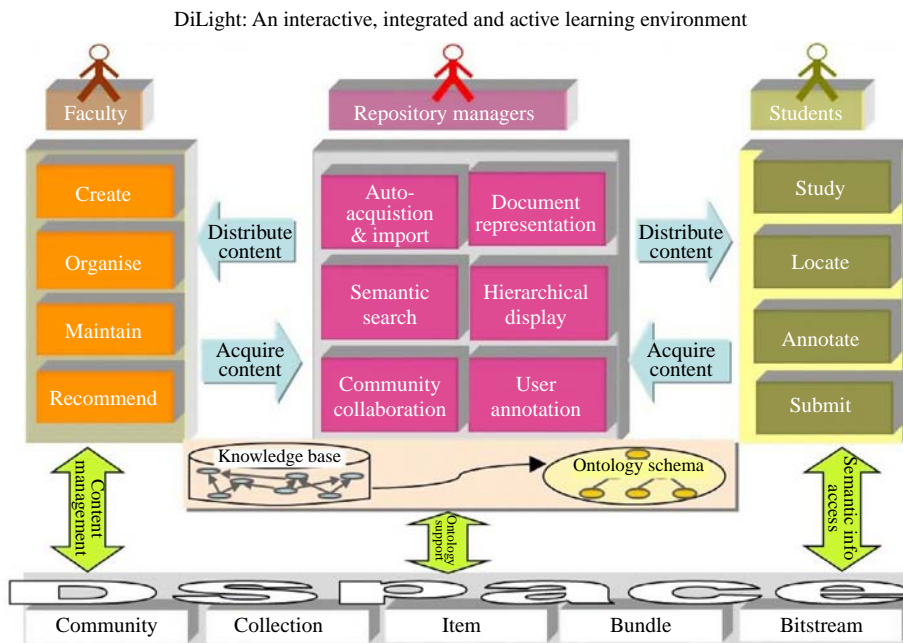 DiLight: An interactive, integrated and active learning environment
Faculty
Repository managers
Students
Create
Organise
Maintain
Recommend
Distribute
content
Acquire
content
Auto-
acquistion
& import
Document
representation
Semantic
search
Hierarchical
display
Community
collaboration
User
annotation
Distribute
content
Acquire
content
Study
Locate
Annotate
Submit
Knowledge base
Ontology schema
Content
management
Ontology
support
Semantic info
access
Dspace
Community
Collection
Item
Bundle
Bitstream